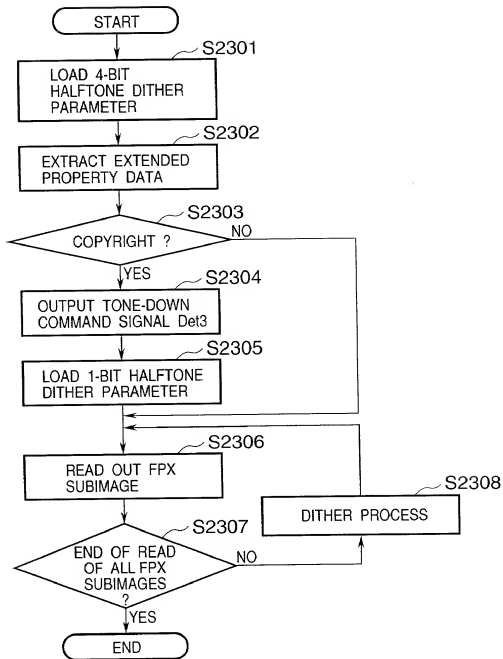 START
S2301
LOAD 4-BIT
HALFTONE DITHER
PARAMETER
S2302
EXTRACT EXTENDED
PROPERTY DATA
S2303
COPYRIGHT ?
NO
YES
S2304
OUTPUT TONE-DOWN
COMMAND SIGNAL Det3
S2305
LOAD 1-BIT HALFTONE
DITHER PARAMETER
S2306
READ OUT FPX
SUBIMAGE
S2308
DITHER PROCESS
S2307
END OF READ
OF ALL FPX
SUBIMAGES
?
NO
YES
END